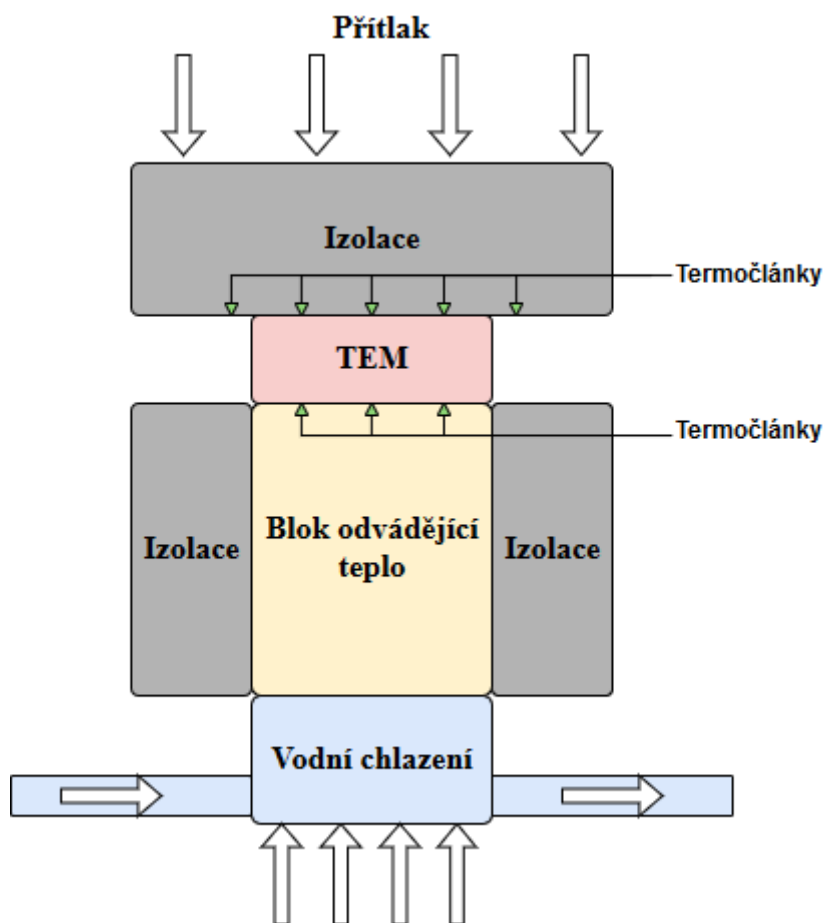 Přítlak
Izolace
Termočlánky
TEM
Termočlánky
Izolace
Blok odvádějící
teplo
Izolace
Vodní chlazení